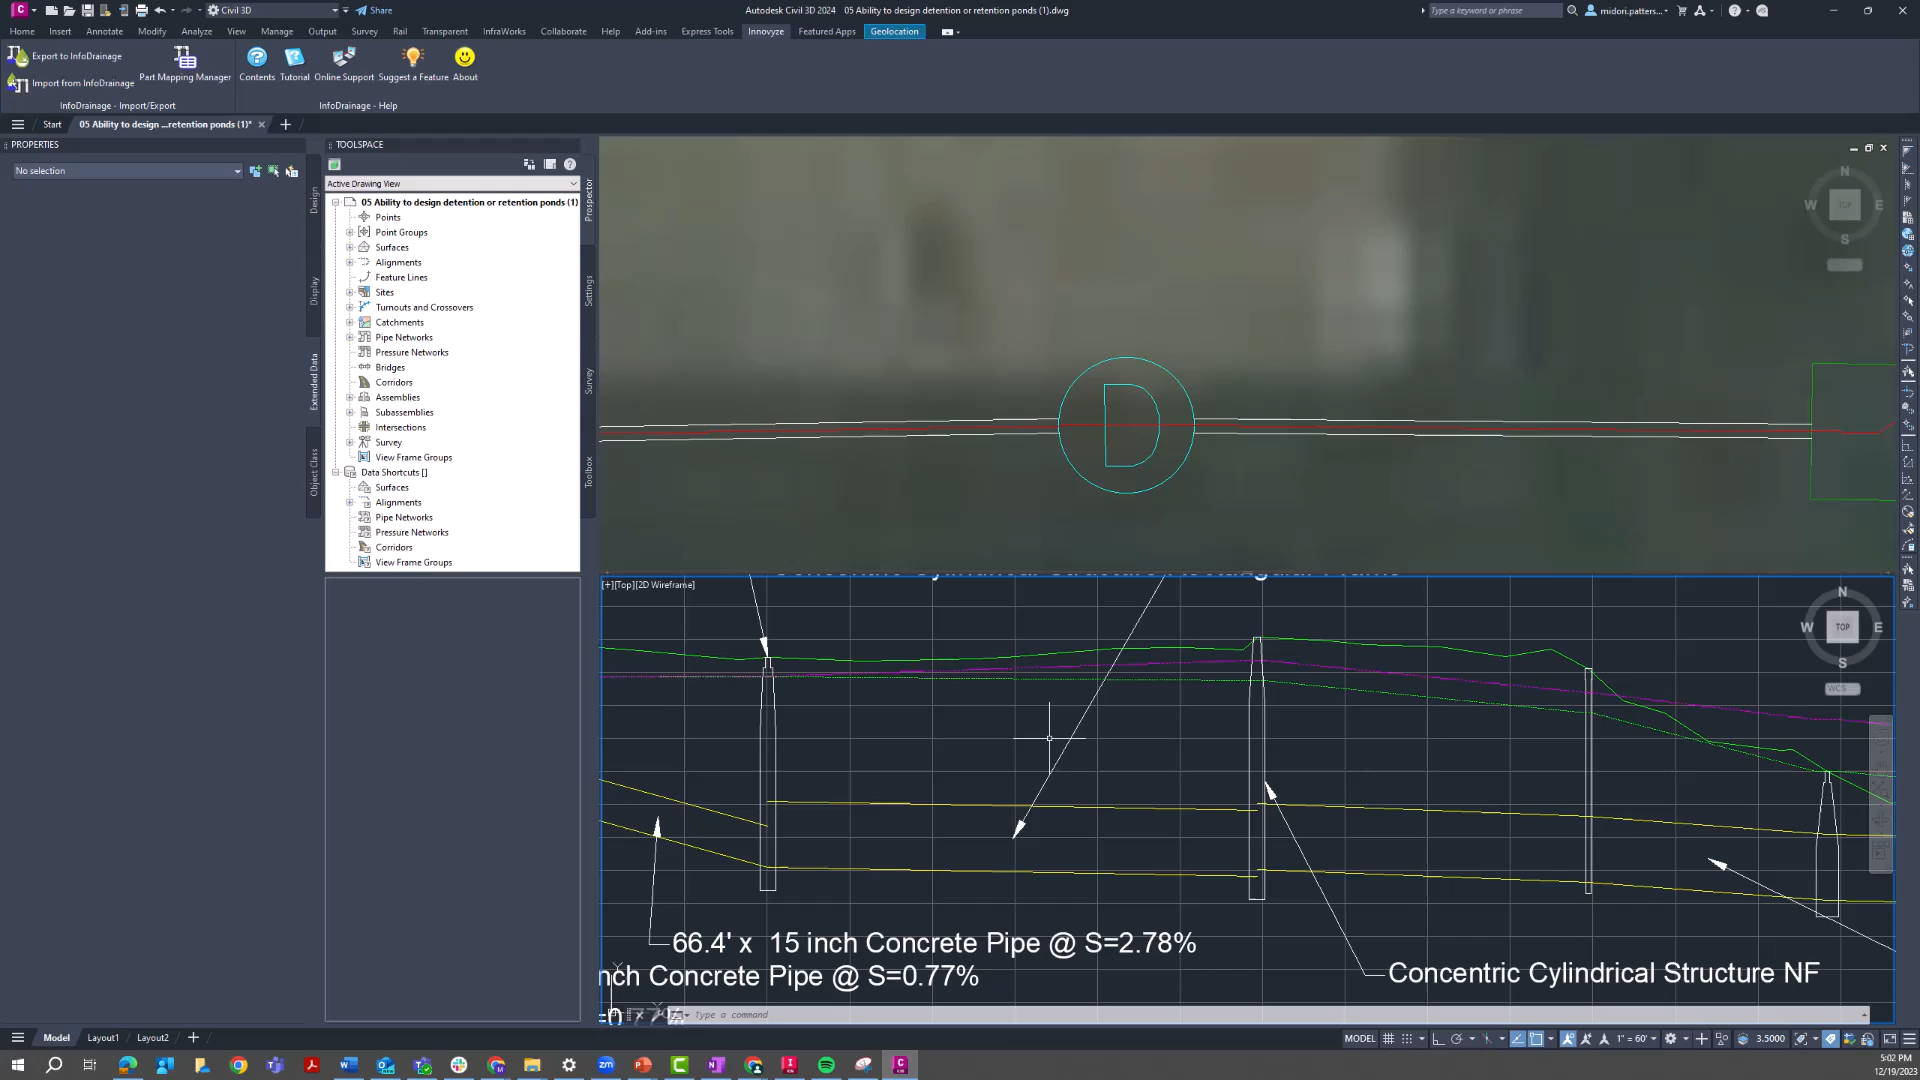 Civil 3D
Share
Autodesk Civil 3D 2024 05 Ability to design detention or retention ponds (1).dwg
Type a keyword or phrase
midori.patters...
Home Insert Annotate Modify Analyze View Manage Output Survey Rail Transparent InfraWorks Collaborate Help Add-ins Express Tools Innovyze Featured Apps Geolocation
Export to InfoDrainage
Import from InfoDrainage
Part Mapping Manager
Contents Tutorial Online Support Suggest a Feature About
InfoDrainage - Import/Export
InfoDrainage - Help
Start
05 Ability to design ...retention ponds (1)*
PROPERTIES
No selection
Design
Display
Extended Data
Object Class
TOOLSPACE
Active Drawing View
05 Ability to design detention or retention ponds (1)
Points
Point Groups
Surfaces
Alignments
Feature Lines
Sites
Turnouts and Crossovers
Catchments
Pipe Networks
Pressure Networks
Bridges
Corridors
Assemblies
Subassemblies
Intersections
Survey
View Frame Groups
Data Shortcuts []
Surfaces
Alignments
Pipe Networks
Pressure Networks
Corridors
View Frame Groups
Prospector
Settings
Survey
Toolbox
N
W TOP E
S
D
[+][Top][2D Wireframe]
N
W TOP E
S
WCS
66.4' x 15 inch Concrete Pipe @ S=2.78%
nch Concrete Pipe @ S=0.77%
Concentric Cylindrical Structure NF
Type a command
Model Layout1 Layout2
MODEL
1" = 60'
3.5000
5:02 PM
12/19/2023